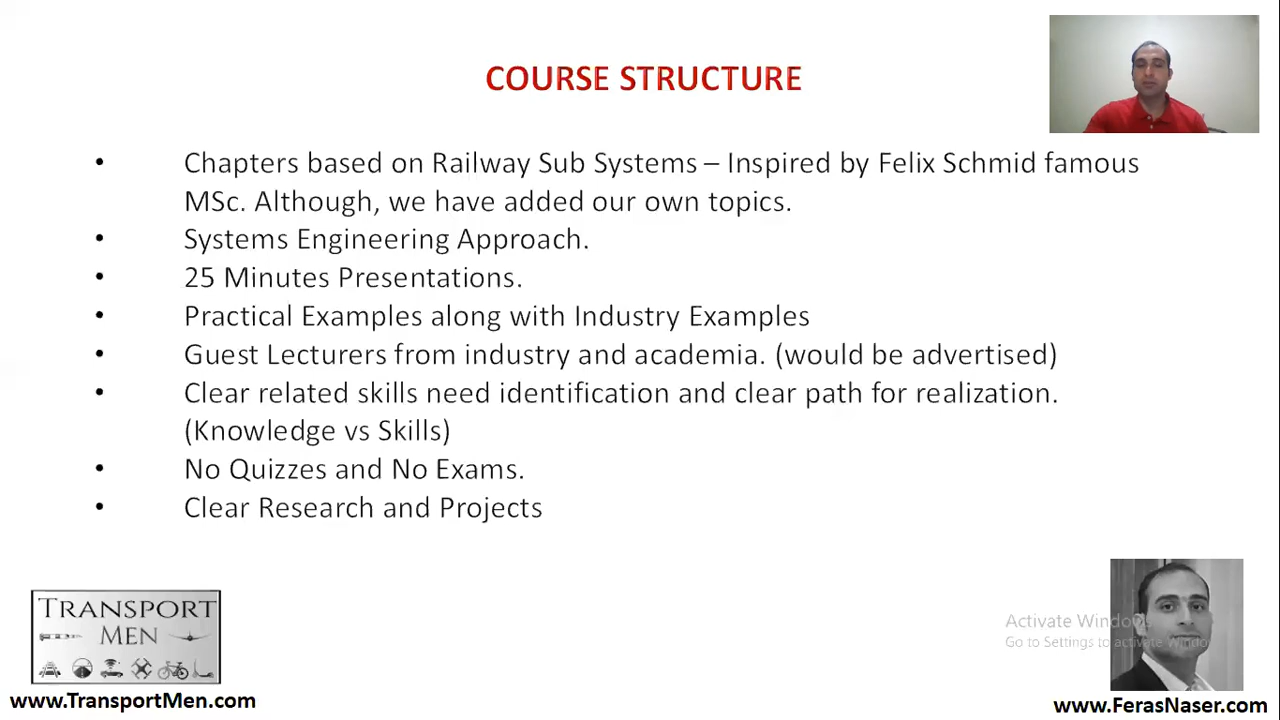 COURSE STRUCTURE
• Chapters based on Railway Sub Systems – Inspired by Felix Schmid famous
MSc. Although, we have added our own topics.
• Systems Engineering Approach.
• 25 Minutes Presentations.
• Practical Examples along with Industry Examples
• Guest Lecturers from industry and academia. (would be advertised)
• Clear related skills need identification and clear path for realization.
(Knowledge vs Skills)
• No Quizzes and No Exams.
• Clear Research and Projects
TRANSPORT
MEN
www.TransportMen.com
Activate Windows
Go to Settings to activate Windows
www.FerasNaser.com